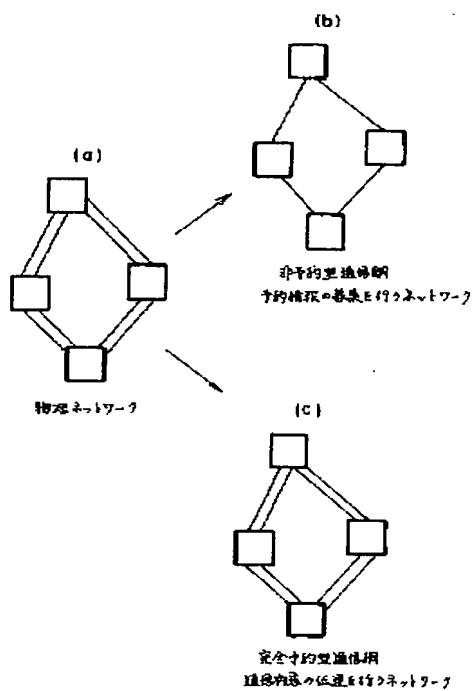 (a)
物理ネットワーク
(b)
非予約型通信網
予約情報の募集を行うネットワーク
(c)
完全予約型通信網
通信内容の伝達を行うネットワーク